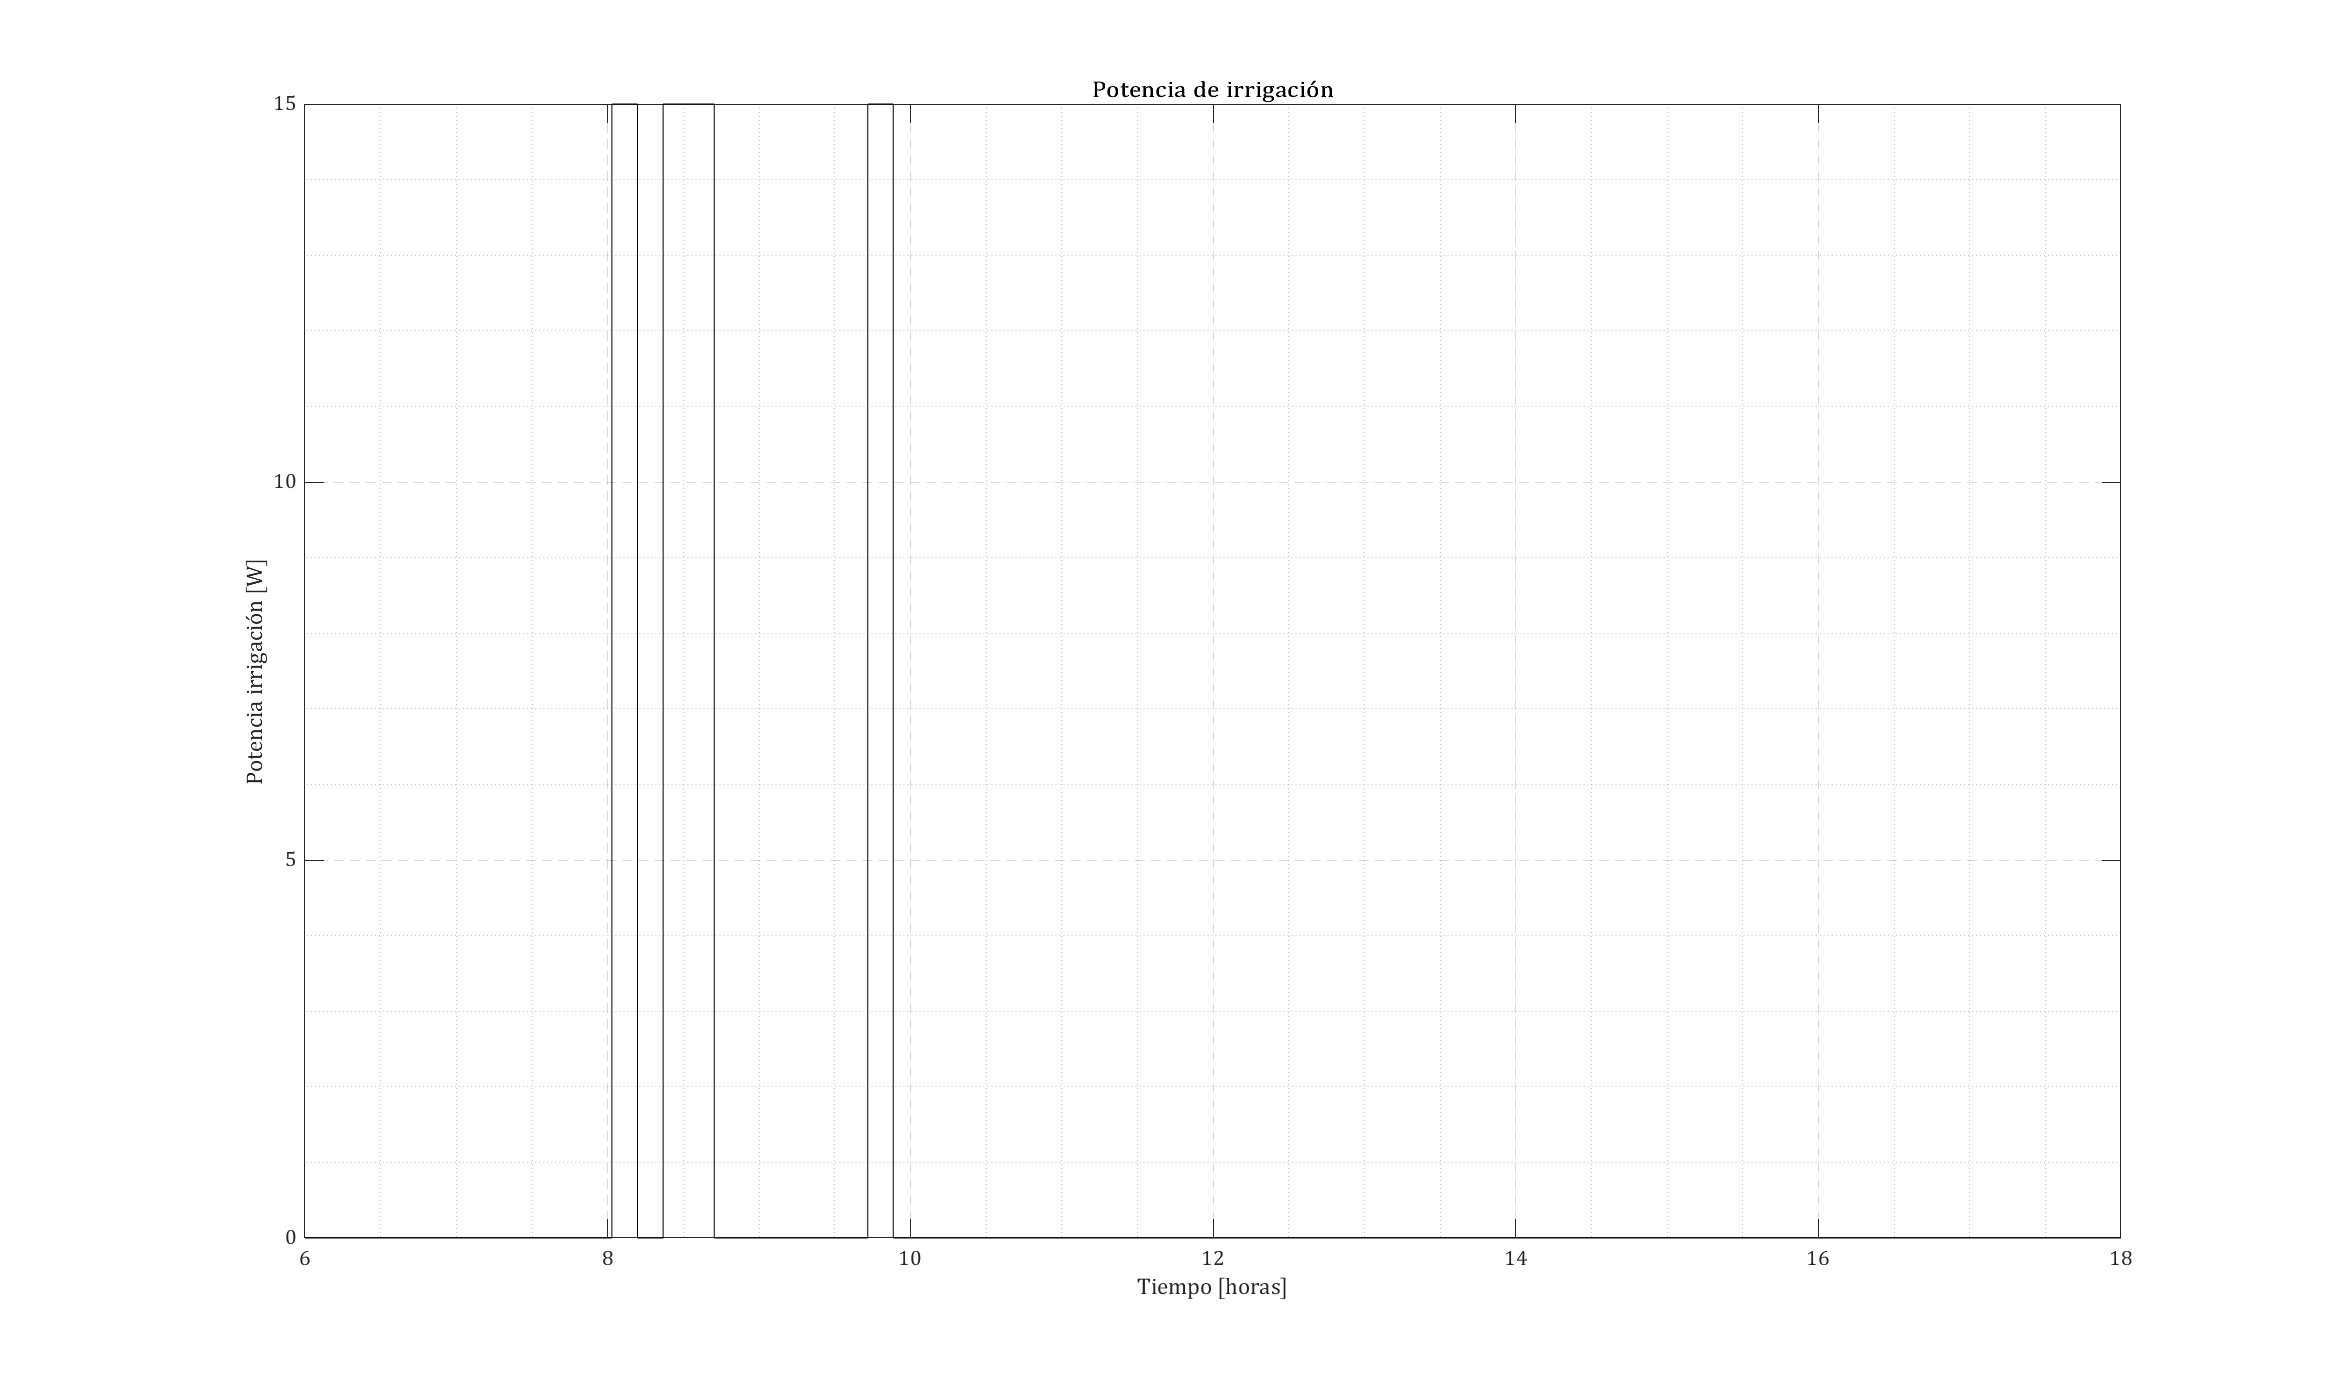 Potencia de irrigación
15
10
5
0
Potencia irrigación [W]
6 8 10 12 14 16 18
Tiempo [horas]